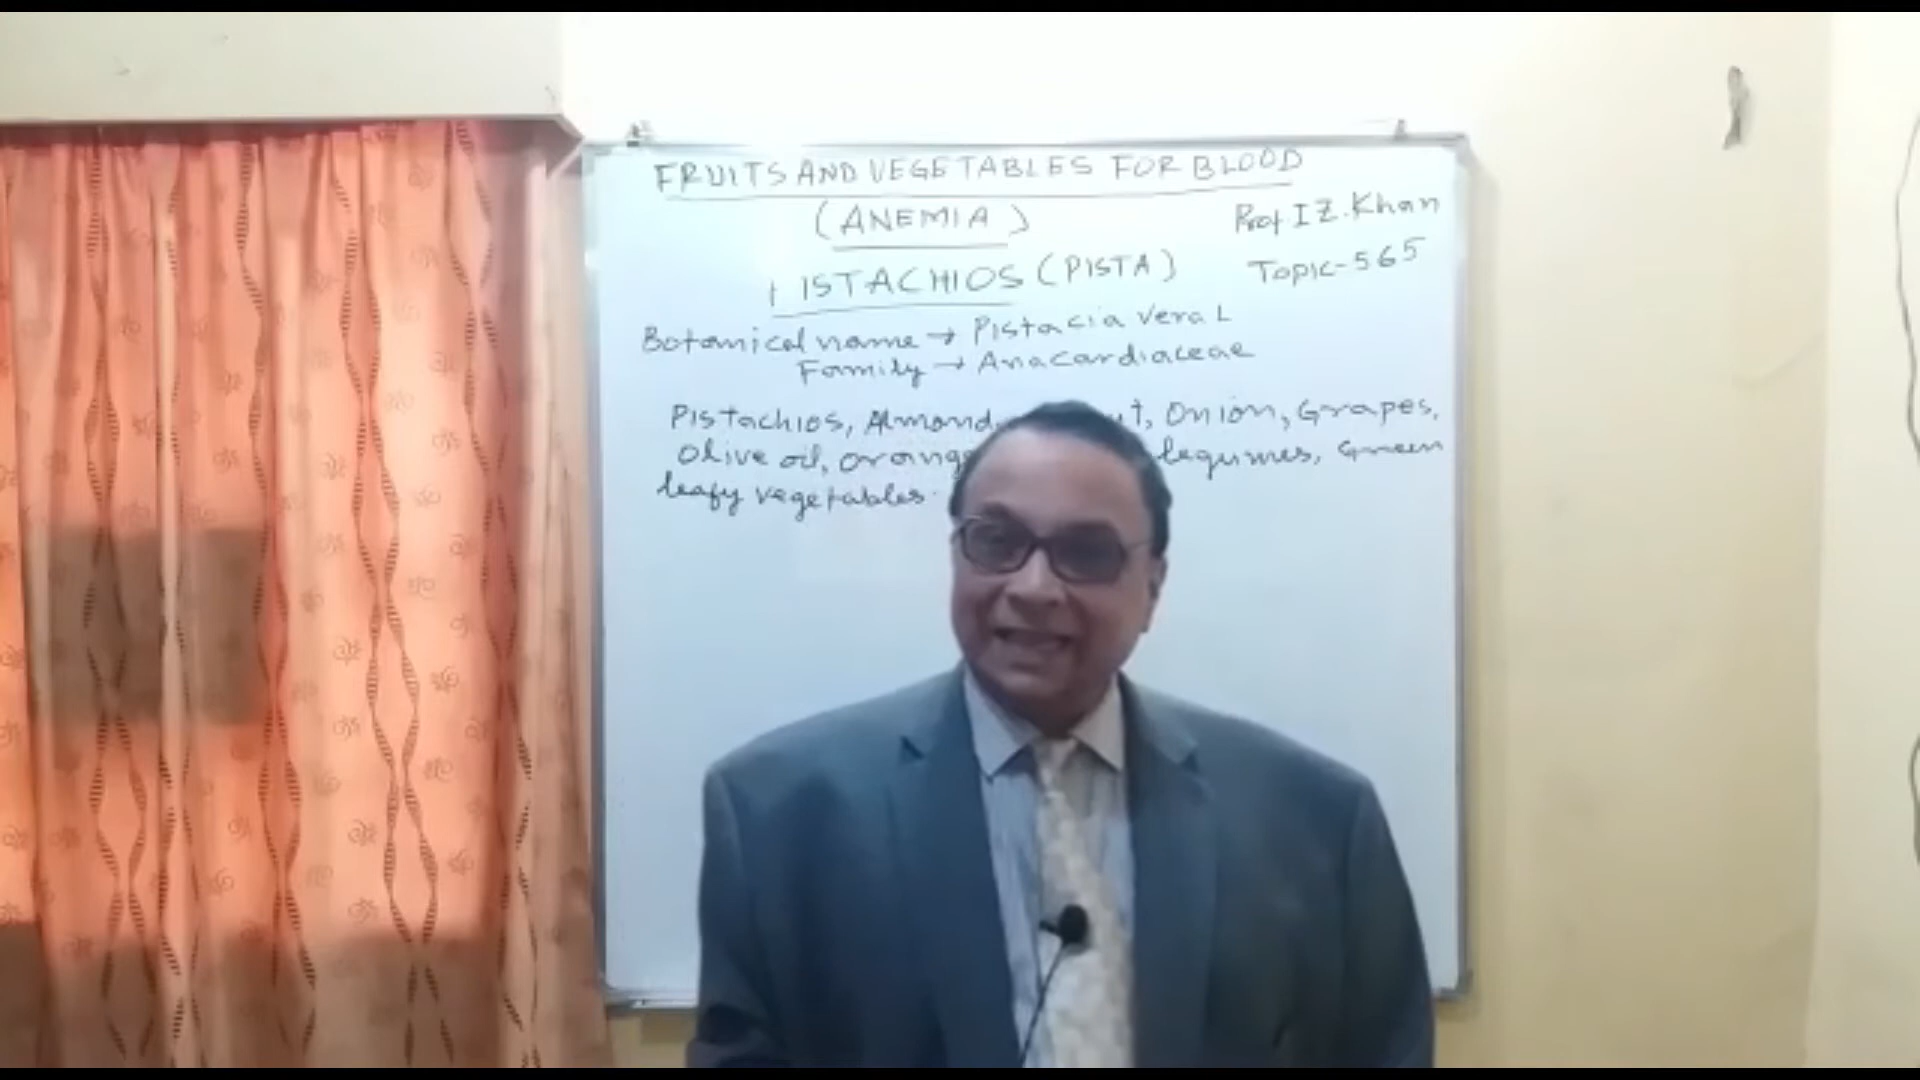 FRUITS AND VEGETABLES FOR BLOOD
(ANEMIA)
Prof I Z. Khan
PISTACHIOS (PISTA)
Topic-565
Botanical name → Pistacia vera L
Family → Anacardiaceae
Pistachios, Almond, Onion, Grapes,
Olive oil, legumes, Green
leafy vegetables.